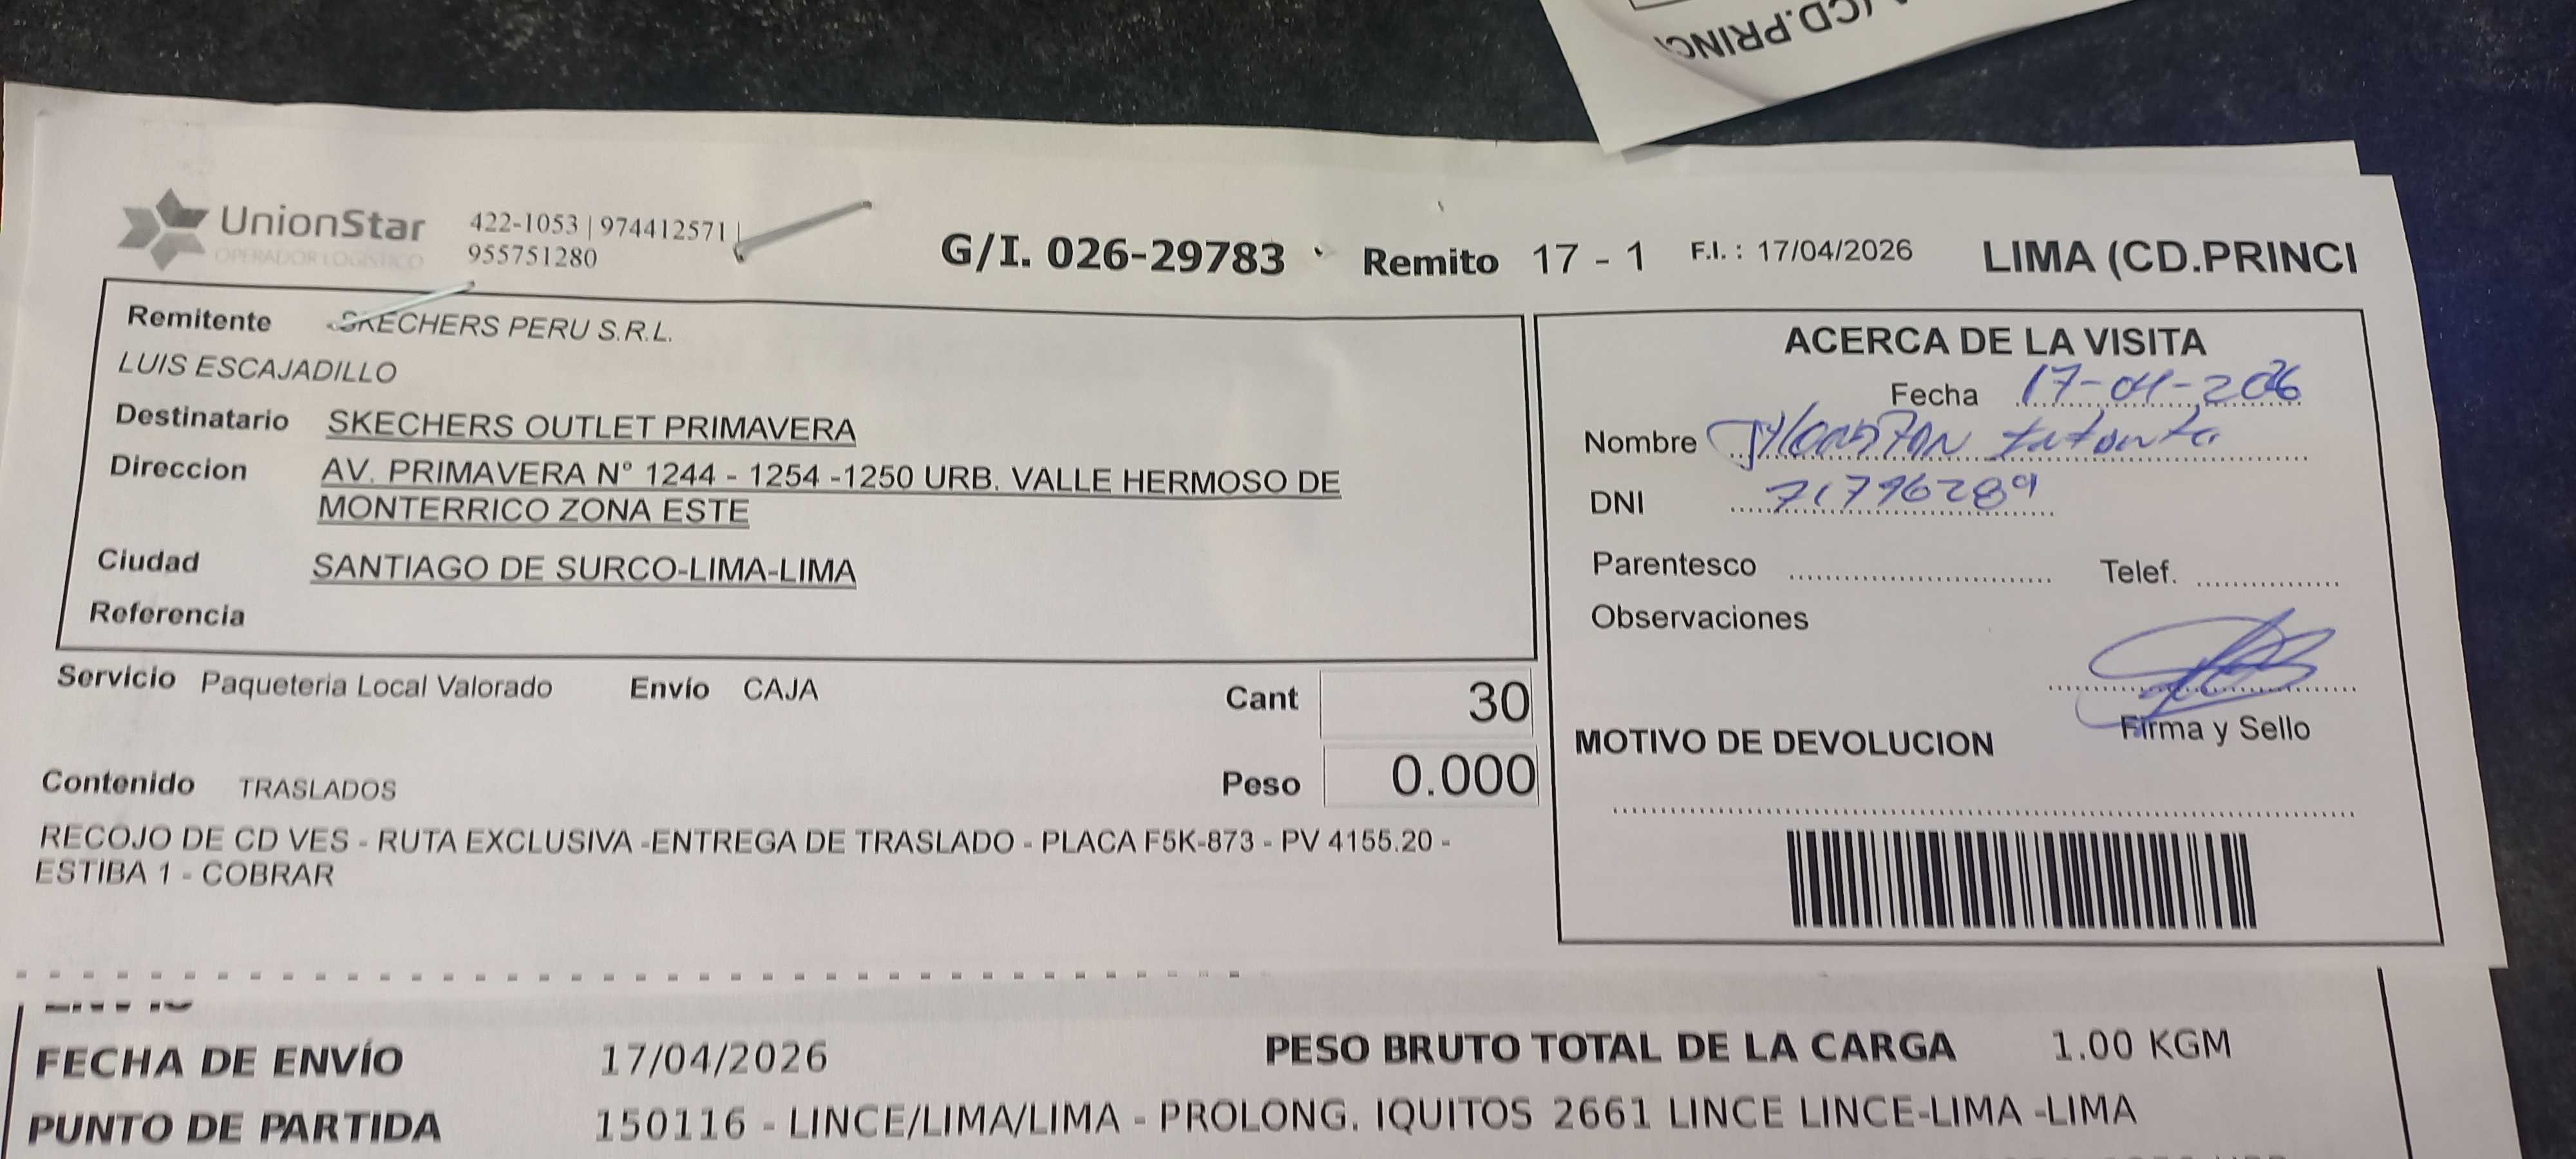 (CD.PRINCI
UnionStar
OPERADOR LOGISTICO
422-1053 | 974412571 |
955751280
G/I. 026-29783 Remito 17 - 1 F.I. : 17/04/2026 LIMA (CD.PRINCI
Remitente SKECHERS PERU S.R.L.
LUIS ESCAJADILLO
Destinatario SKECHERS OUTLET PRIMAVERA
Direccion AV. PRIMAVERA N° 1244 - 1254 -1250 URB. VALLE HERMOSO DE
MONTERRICO ZONA ESTE
Ciudad SANTIAGO DE SURCO-LIMA-LIMA
Referencia
Servicio Paqueteria Local Valorado Envío CAJA Cant 30
Contenido TRASLADOS Peso 0.000
RECOJO DE CD VES - RUTA EXCLUSIVA -ENTREGA DE TRASLADO - PLACA F5K-873 - PV 4155.20 -
ESTIBA 1 - COBRAR
ACERCA DE LA VISITA
Fecha 17-04-2026
Nombre
DNI 71796289
Parentesco Telef.
Observaciones
Firma y Sello
MOTIVO DE DEVOLUCION
FECHA DE ENVÍO 17/04/2026 PESO BRUTO TOTAL DE LA CARGA 1.00 KGM
PUNTO DE PARTIDA 150116 - LINCE/LIMA/LIMA - PROLONG. IQUITOS 2661 LINCE LINCE-LIMA -LIMA